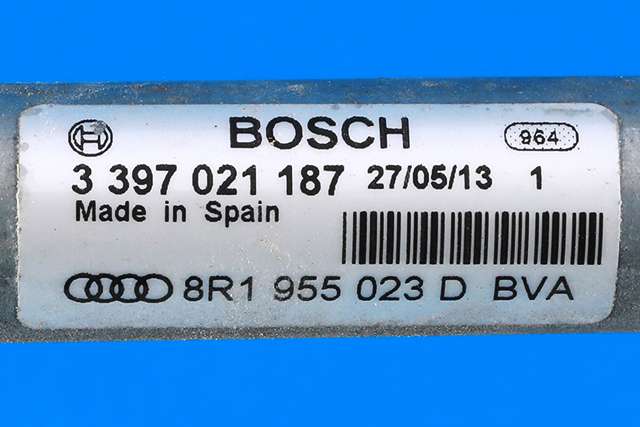 BOSCH 964
3 397 021 187 27/05/13 1
Made in Spain
8R1 955 023 D BVA